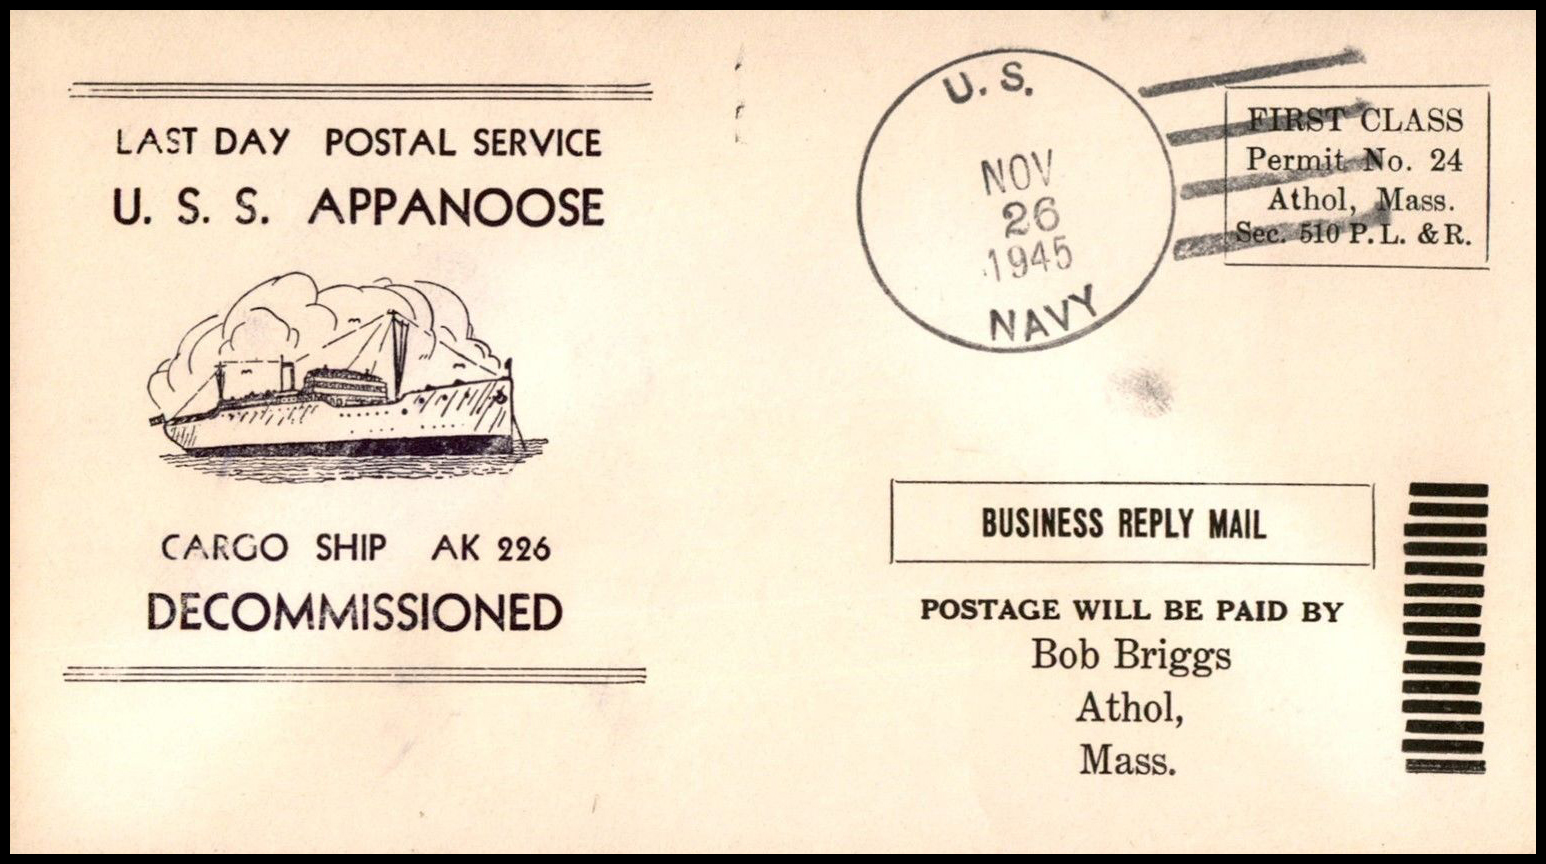 LAST DAY POSTAL SERVICE
U. S. S. APPANOOSE
CARGO SHIP AK 226
DECOMMISSIONED
U. S.
NOV
26
1945
NAVY
FIRST CLASS
Permit No. 24
Athol, Mass.
Sec. 510 P. L. & R.
BUSINESS REPLY MAIL
POSTAGE WILL BE PAID BY
Bob Briggs
Athol,
Mass.